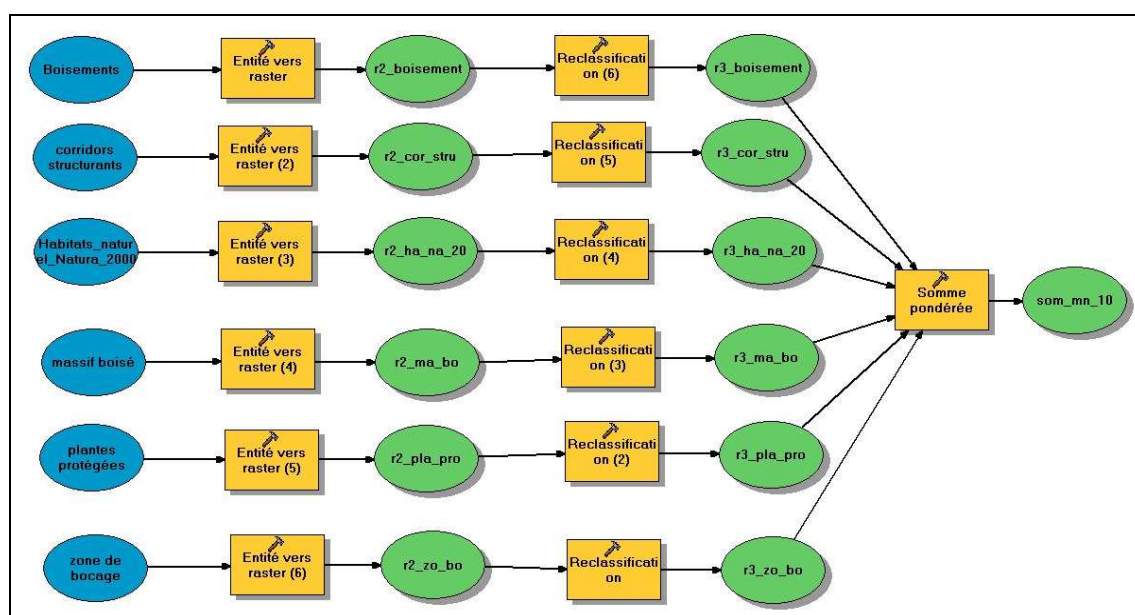 Boisements
Entité vers
raster
r2_boisement
Reclassificati
on (6)
r3_boisement
corridors
structurants
Entité vers
raster (2)
r2_cor_stru
Reclassificati
on (5)
r3_cor_stru
Habitats_natur
el_Natura_2000
Entité vers
raster (3)
r2_ha_na_20
Reclassificati
on (4)
r3_ha_na_20
Somme
pondérée
som_mn_10
massif boisé
Entité vers
raster (4)
r2_ma_bo
Reclassificati
on (3)
r3_ma_bo
plantes
protégées
Entité vers
raster (5)
r2_pla_pro
Reclassificati
on (2)
r3_pla_pro
zone de
bocage
Entité vers
raster (6)
r2_zo_bo
Reclassificati
on
r3_zo_bo